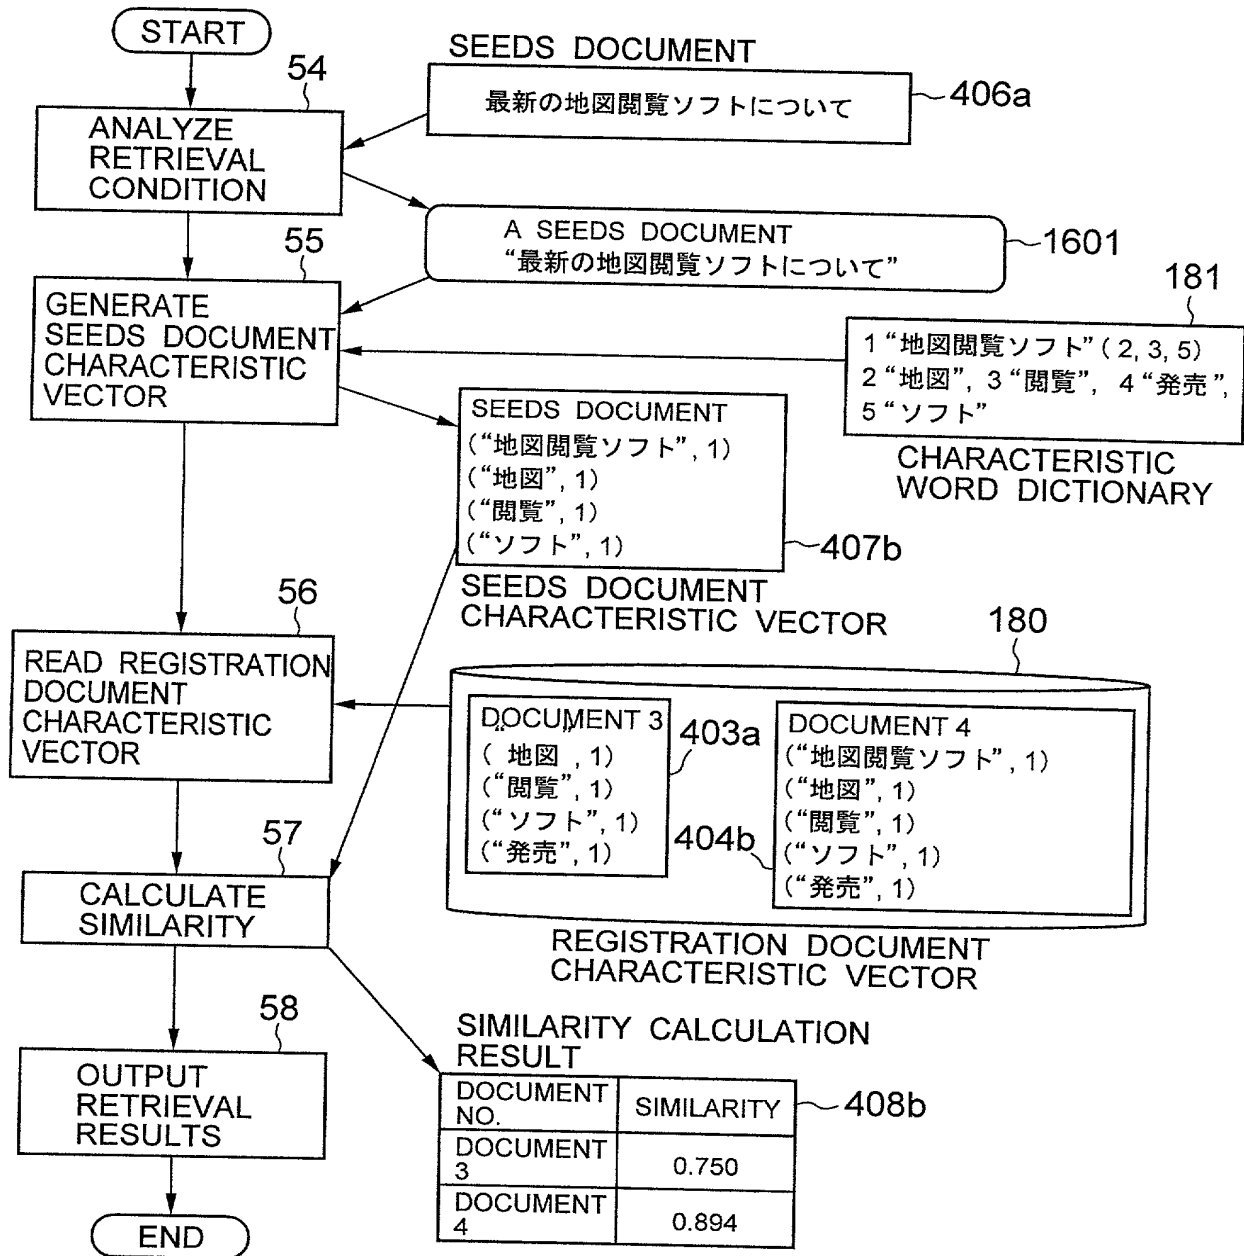 START
54
ANALYZE
RETRIEVAL
CONDITION
SEEDS DOCUMENT
最新の地図閲覧ソフトについて
406a
A SEEDS DOCUMENT
“最新の地図閲覧ソフトについて”
1601
55
GENERATE
SEEDS DOCUMENT
CHARACTERISTIC
VECTOR
181
1 “地図閲覧ソフト” ( 2, 3, 5)
2 “地図”, 3 “閲覧”, 4 “発売”,
5 “ソフト”
CHARACTERISTIC
WORD DICTIONARY
SEEDS DOCUMENT
(“地図閲覧ソフト”, 1)
(“地図”, 1)
(“閲覧”, 1)
(“ソフト”, 1)
407b
SEEDS DOCUMENT
CHARACTERISTIC VECTOR
56
READ REGISTRATION
DOCUMENT
CHARACTERISTIC
VECTOR
180
DOCUMENT 3
(“地図”, 1)
(“閲覧”, 1)
(“ソフト”, 1)
(“発売”, 1)
403a
DOCUMENT 4
(“地図閲覧ソフト”, 1)
(“地図”, 1)
(“閲覧”, 1)
(“ソフト”, 1)
(“発売”, 1)
404b
REGISTRATION DOCUMENT
CHARACTERISTIC VECTOR
57
CALCULATE
SIMILARITY
58
OUTPUT
RETRIEVAL
RESULTS
SIMILARITY CALCULATION
RESULT
DOCUMENT
NO.
SIMILARITY
408b
DOCUMENT
3
0.750
DOCUMENT
4
0.894
END